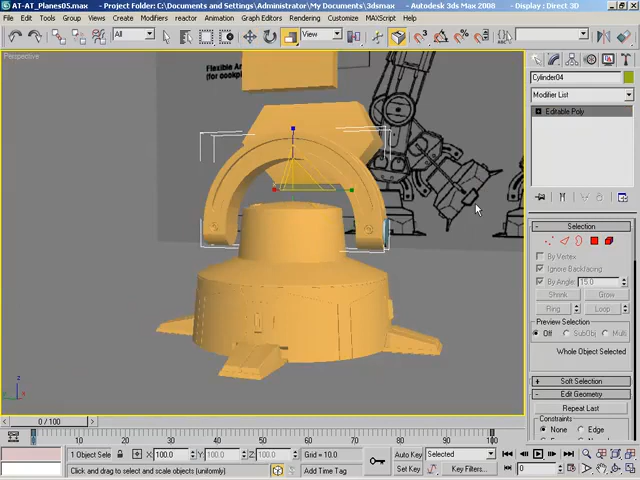 AT-AT_Planes05.max - Project Folder: C:\Documents and Settings\Administrator\My Documents\3dsmax - Autodesk 3ds Max 2008 - Display : Direct 3D
File Edit Tools Group Views Create Modifiers reactor Animation Graph Editors Rendering Customize MAXScript Help
All View
Perspective
Flexible Ar
(for cockp
Cylinder04
Modifier List
Editable Poly
Selection
By Vertex
Ignore Backfacing
By Angle: 15.0
Shrink Grow
Ring Loop
Preview Selection
Off SubObj Multi
Whole Object Selected
Soft Selection
Edit Geometry
Repeat Last
Constraints
None Edge
0 / 100
0 10 20 30 40 50 60 70 80 90 100
1 Object Sele X: 100.0 Y: 100.0 Z: 100.0 Grid = 10.0 Auto Key Selected
Click and drag to select and scale objects (uniformly) Add Time Tag Set Key Key Filters... 0